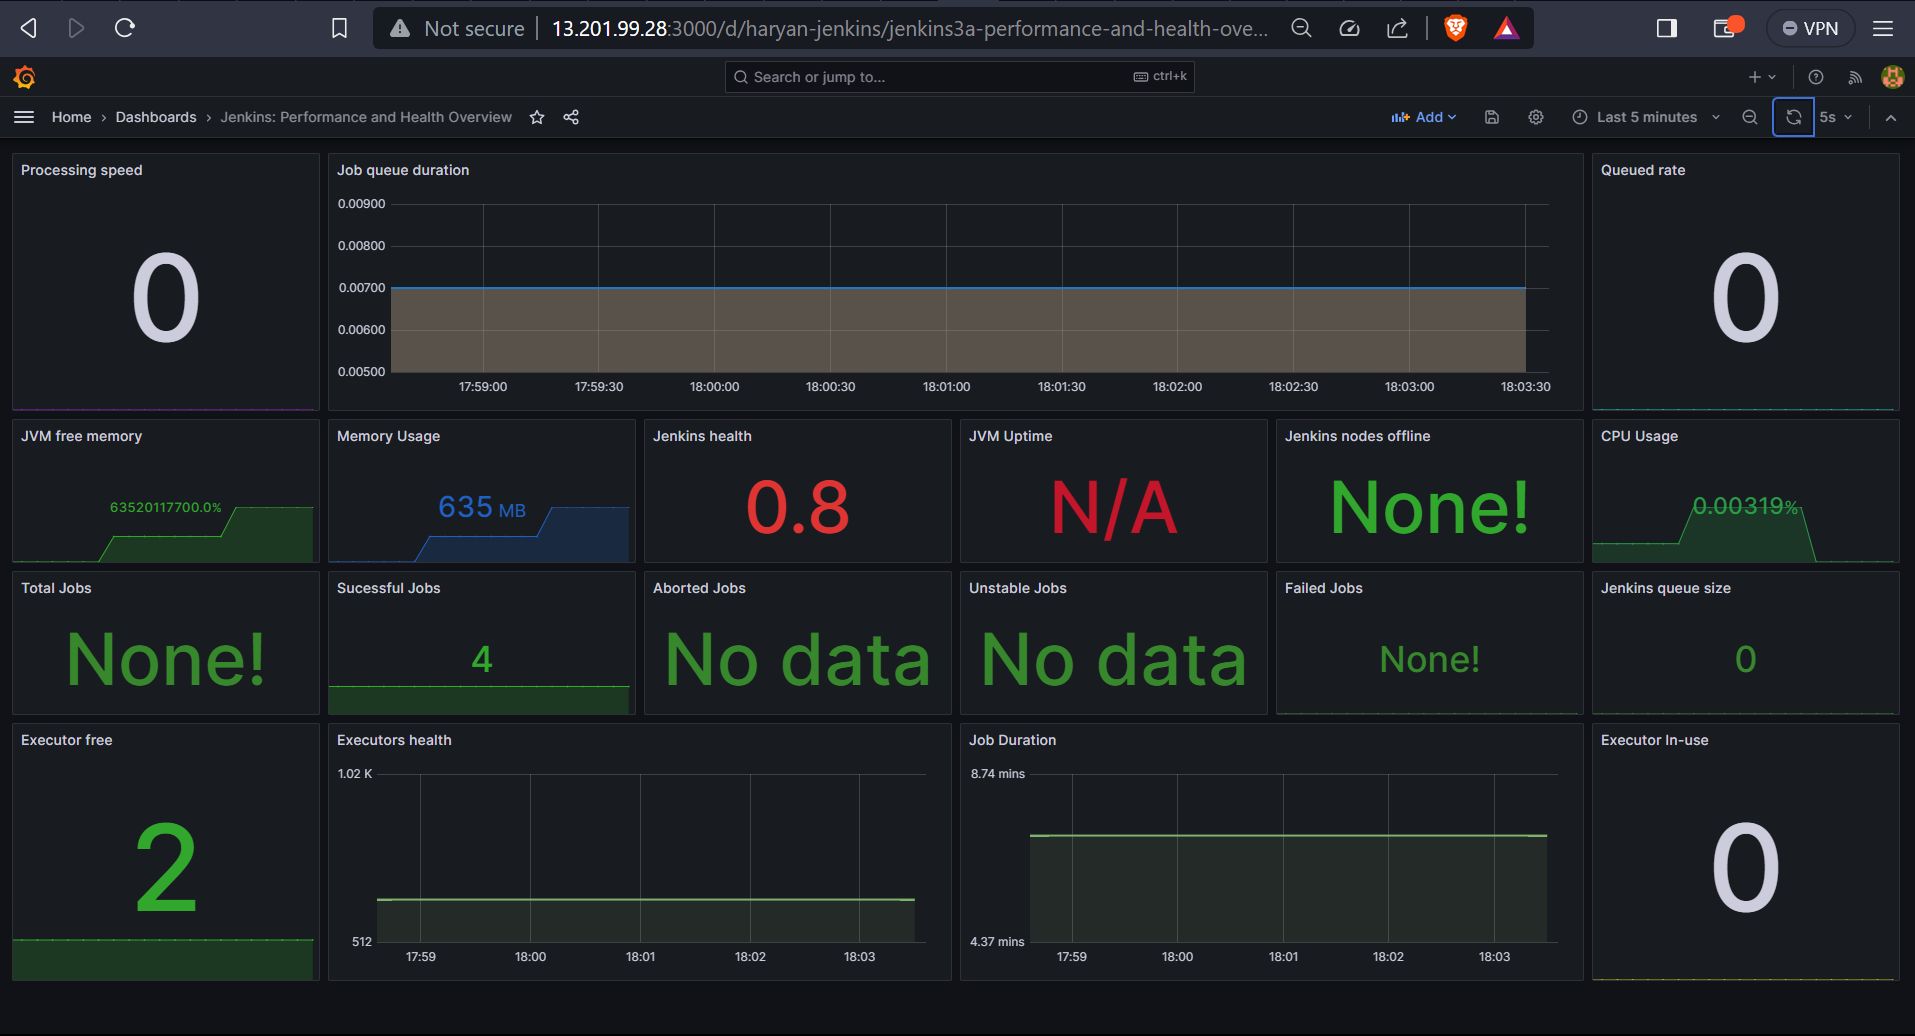 Not secure
13.201.99.28:3000/d/haryan-jenkins/jenkins3a-performance-and-health-ove...
VPN
Search or jump to...
ctrl+k
Home › Dashboards › Jenkins: Performance and Health Overview
Add
Last 5 minutes
5s
Processing speed
0
Job queue duration
0.00900
0.00800
0.00700
0.00600
0.00500
17:59:00 17:59:30 18:00:00 18:00:30 18:01:00 18:01:30 18:02:00 18:02:30 18:03:00 18:03:30
Queued rate
0
JVM free memory
63520117700.0%
Memory Usage
635 MB
Jenkins health
0.8
JVM Uptime
N/A
Jenkins nodes offline
None!
CPU Usage
0.00319%
Total Jobs
None!
Sucessful Jobs
4
Aborted Jobs
No data
Unstable Jobs
No data
Failed Jobs
None!
Jenkins queue size
0
Executor free
2
Executors health
1.02 K
512
17:59 18:00 18:01 18:02 18:03
Job Duration
8.74 mins
4.37 mins
17:59 18:00 18:01 18:02 18:03
Executor In-use
0